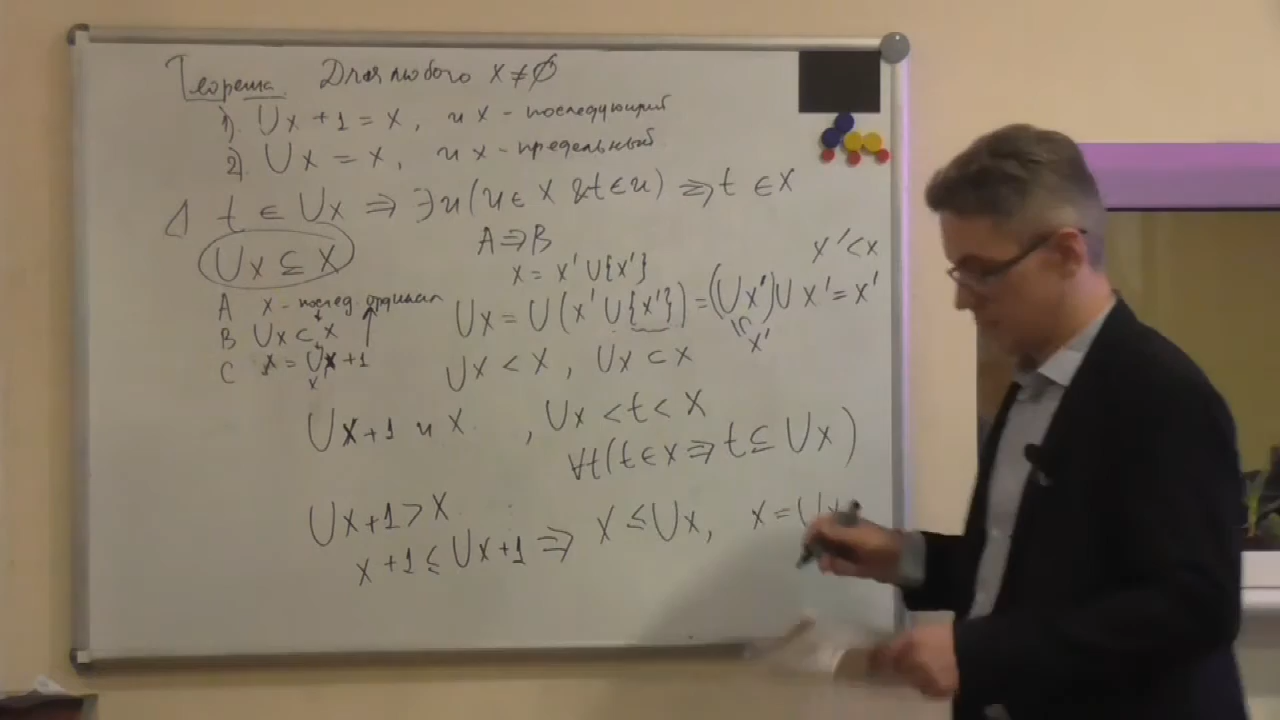 Теорема. Для любого x ≠ ∅
1). ∪x + 1 = x, и x - последующий
2). ∪x = x, и x - предельный
Δ t ∈ ∪x ⇒ ∃u(u ∈ x & t ∈ u) ⇒ t ∈ x
∪x ⊆ x
A ⇒ B
x' < x
x = x' ∪ {x'}
A x - послед. ординал
B ∪x ⊂ x
C x = ∪x + 1
x
∪x = ∪(x' ∪ {x'}) = (∪x') ∪ x' = x'
x'
∪x < x, ∪x ⊂ x
∪x+1 и x , ∪x < t < x
∀t(t ∈ x ⇒ t ⊆ ∪x)
∪x+1 > x
x+1 ≤ ∪x+1 ⇒ x ≤ ∪x, x = ∪x